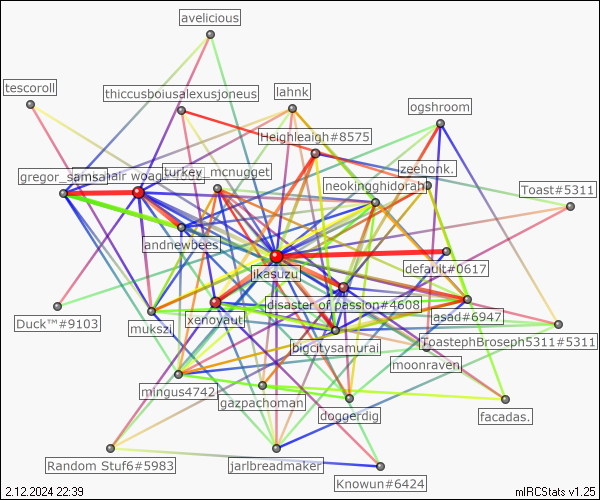 avelicious
tescoroll
thiccusboiusalexusjoneus
lahnk
ogshroom
Heighleigh#8575
gregor_samsa
hair woag
turkey_mcnugget
zeehonk.
neokingghidorah
Toast#5311
andnewbees
ikasuzu
default#0617
disaster of passion#4608
Duck™#9103
mukszi
xenoyauti
asad#6947
bigcitysamurai
ToastephBroseph5311#5311
moonraven
mingus4742
gazpachoman
doggerdig
facadas.
Random Stuf6#5983
jarlbreadmaker
Knowun#6424
2.12.2024 22:39
mIRCStats v1.25